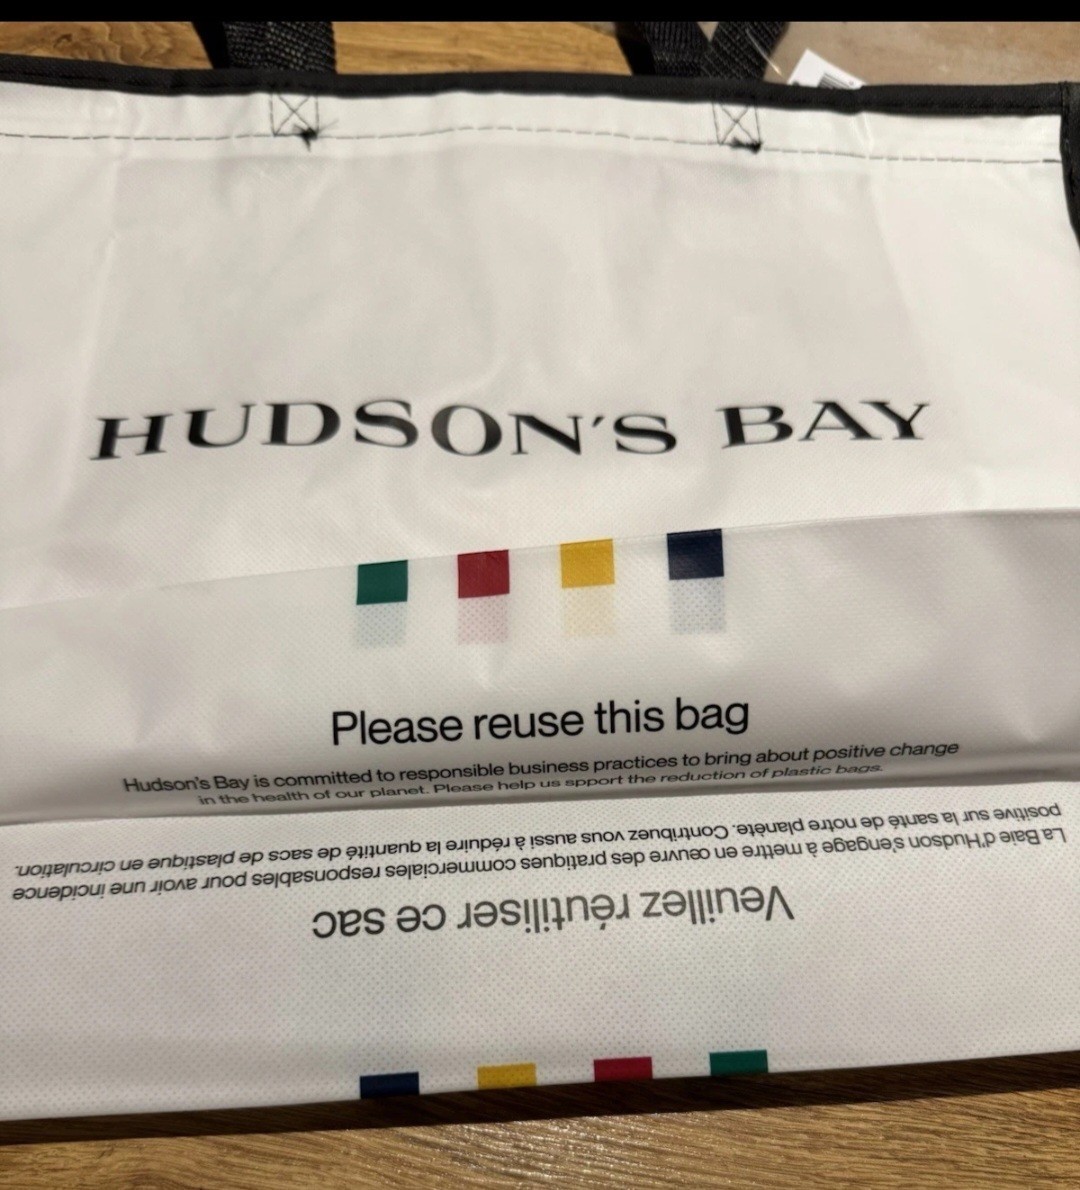 HUDSON'S BAY
Please reuse this bag
Hudson's Bay is committed to responsible business practices to bring about positive change
in the health of our planet. Please help us spport the reduction of plastic bags.
Veuillez réutiliser ce sac
La Baie d'Hudson s'engage à mettre en œuvre des pratiques commerciales responsables pour avoir une incidence
positive sur la santé de notre planète. Contribuez vous aussi à réduire la quantité de sacs de plastique en circulation.